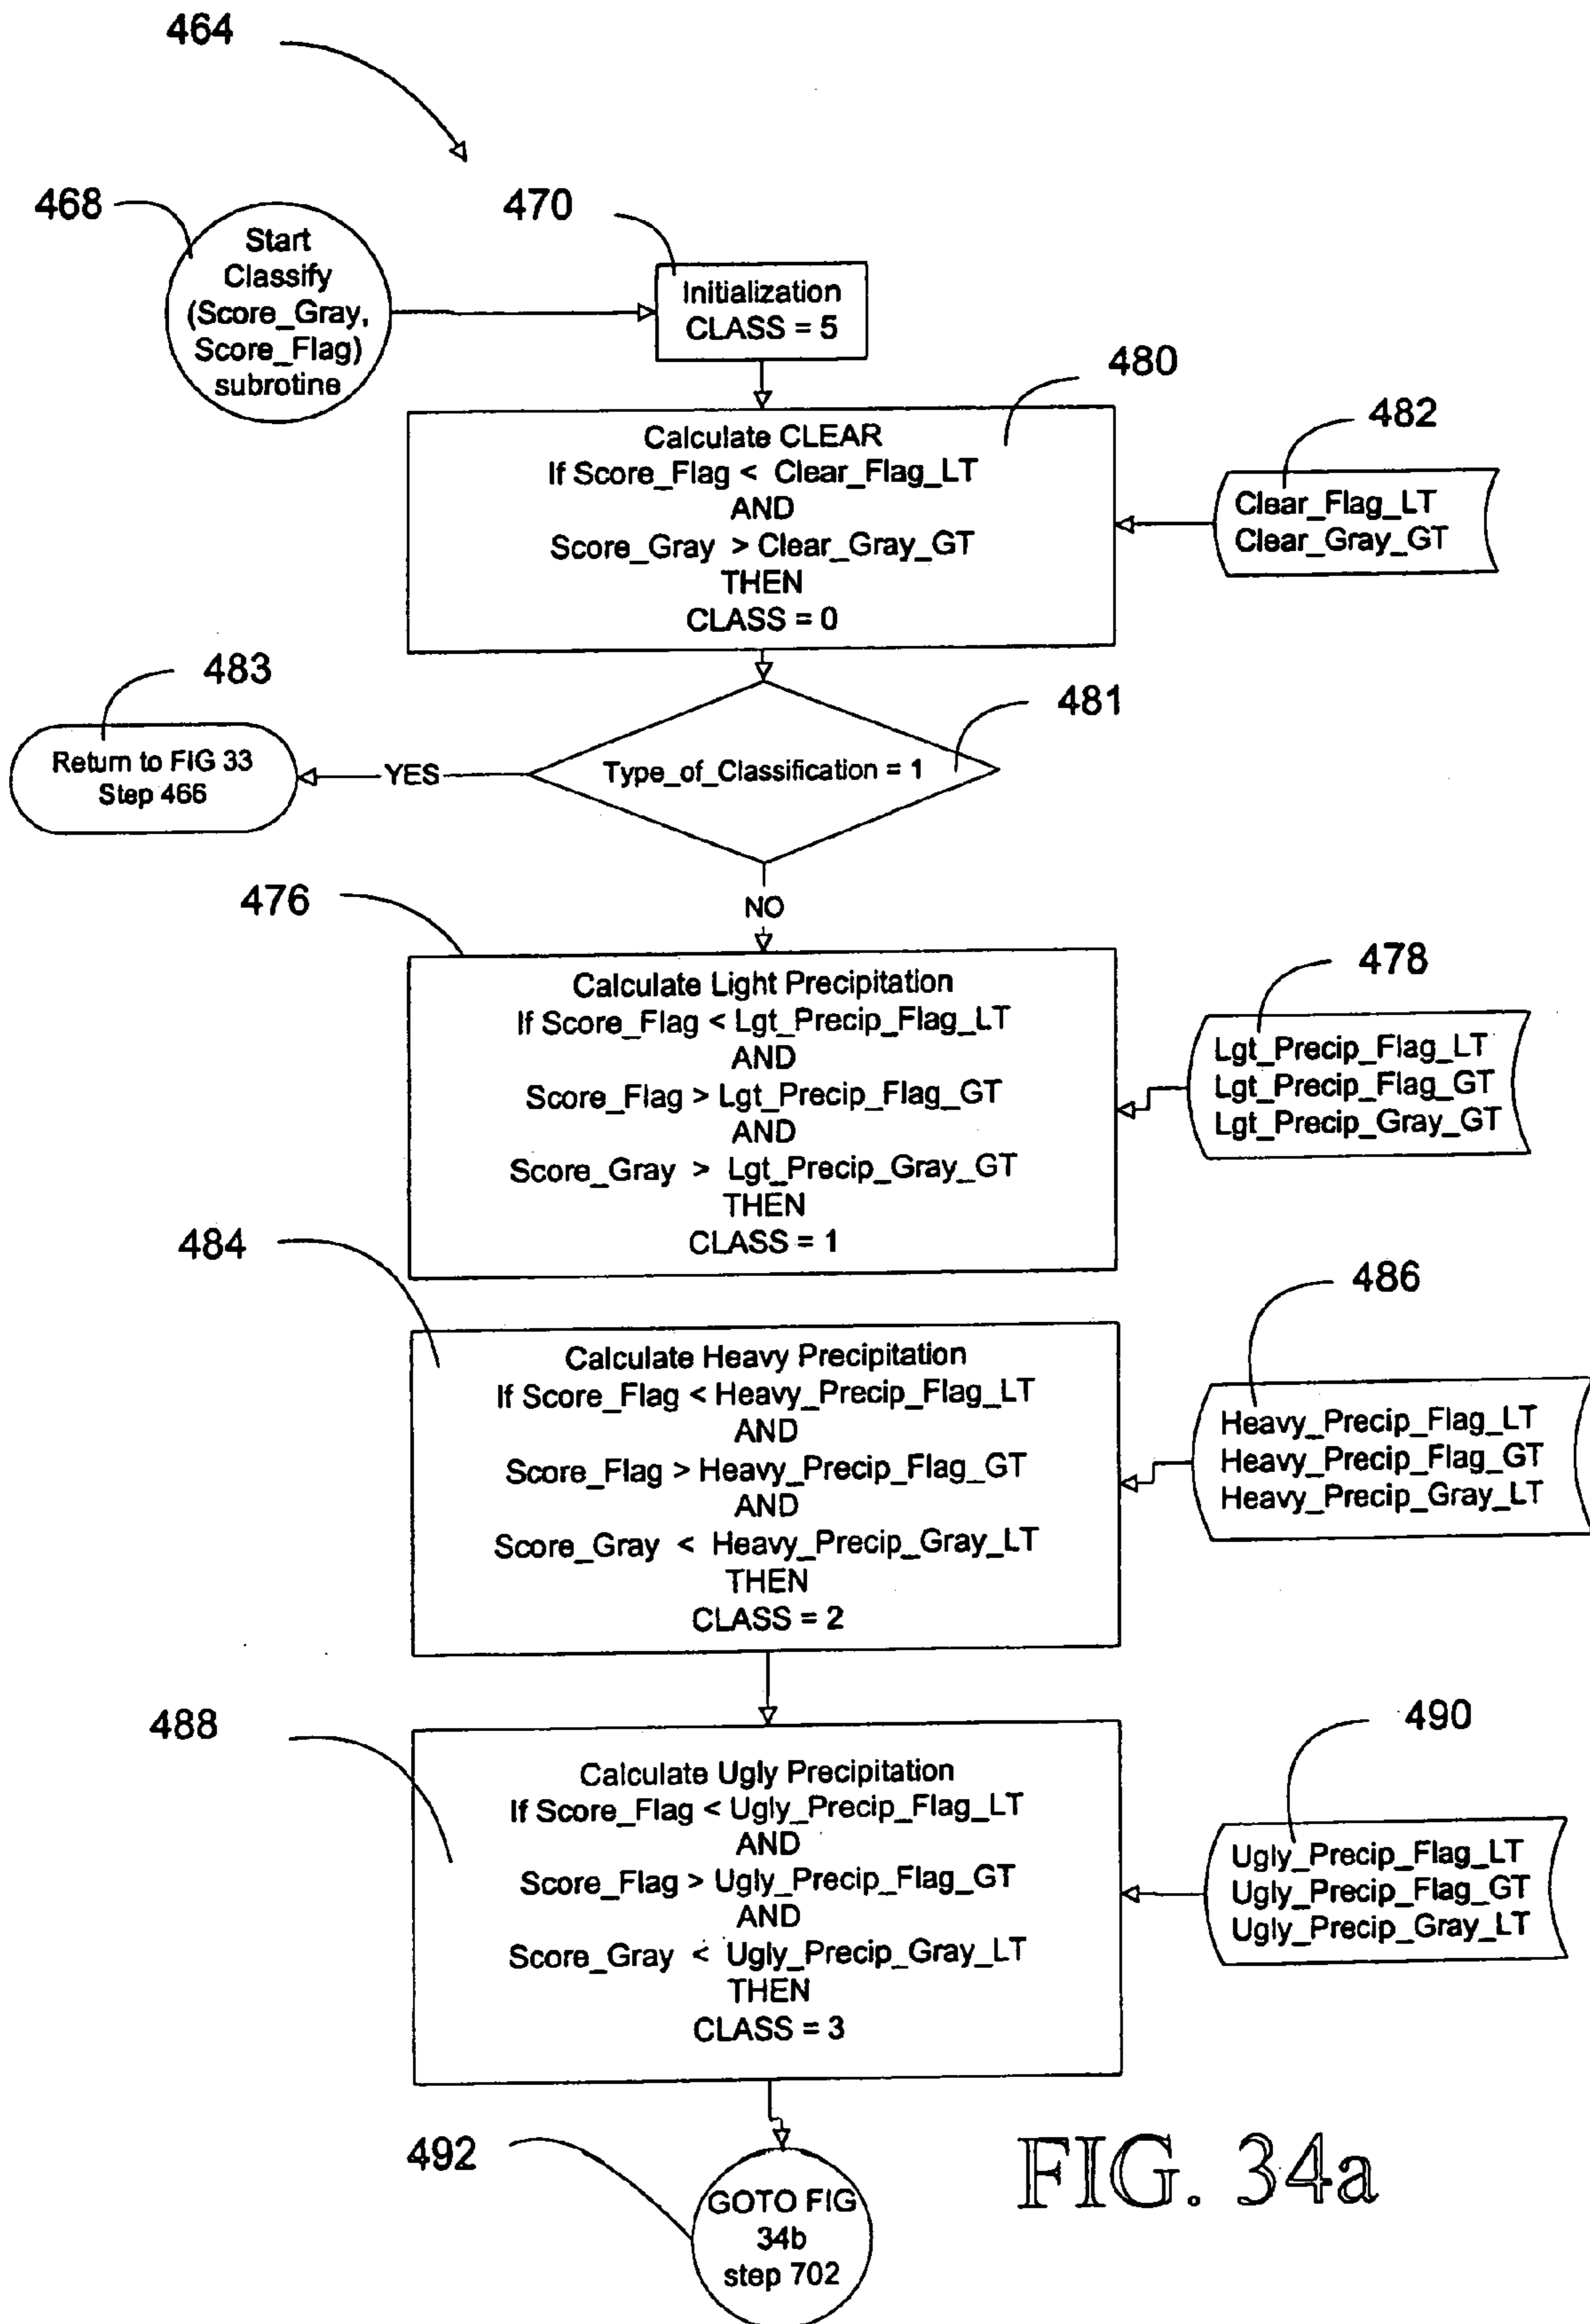 464
468
Start
Classify
(Score_Gray,
Score_Flag)
subrotine
470
Initialization
CLASS = 5
480
Calculate CLEAR
If Score_Flag < Clear_Flag_LT
AND
Score_Gray > Clear_Gray_GT
THEN
CLASS = 0
482
Clear_Flag_LT
Clear_Gray_GT
483
Return to FIG 33
Step 466
YES
481
Type_of_Classification = 1
NO
476
Calculate Light Precipitation
If Score_Flag < Lgt_Precip_Flag_LT
AND
Score_Flag > Lgt_Precip_Flag_GT
AND
Score_Gray > Lgt_Precip_Gray_GT
THEN
CLASS = 1
478
Lgt_Precip_Flag_LT
Lgt_Precip_Flag_GT
Lgt_Precip_Gray_GT
484
Calculate Heavy Precipitation
If Score_Flag < Heavy_Precip_Flag_LT
AND
Score_Flag > Heavy_Precip_Flag_GT
AND
Score_Gray < Heavy_Precip_Gray_LT
THEN
CLASS = 2
486
Heavy_Precip_Flag_LT
Heavy_Precip_Flag_GT
Heavy_Precip_Gray_LT
488
Calculate Ugly Precipitation
If Score_Flag < Ugly_Precip_Flag_LT
AND
Score_Flag > Ugly_Precip_Flag_GT
AND
Score_Gray < Ugly_Precip_Gray_LT
THEN
CLASS = 3
490
Ugly_Precip_Flag_LT
Ugly_Precip_Flag_GT
Ugly_Precip_Gray_LT
492
GOTO FIG
34b
step 702
FIG. 34a